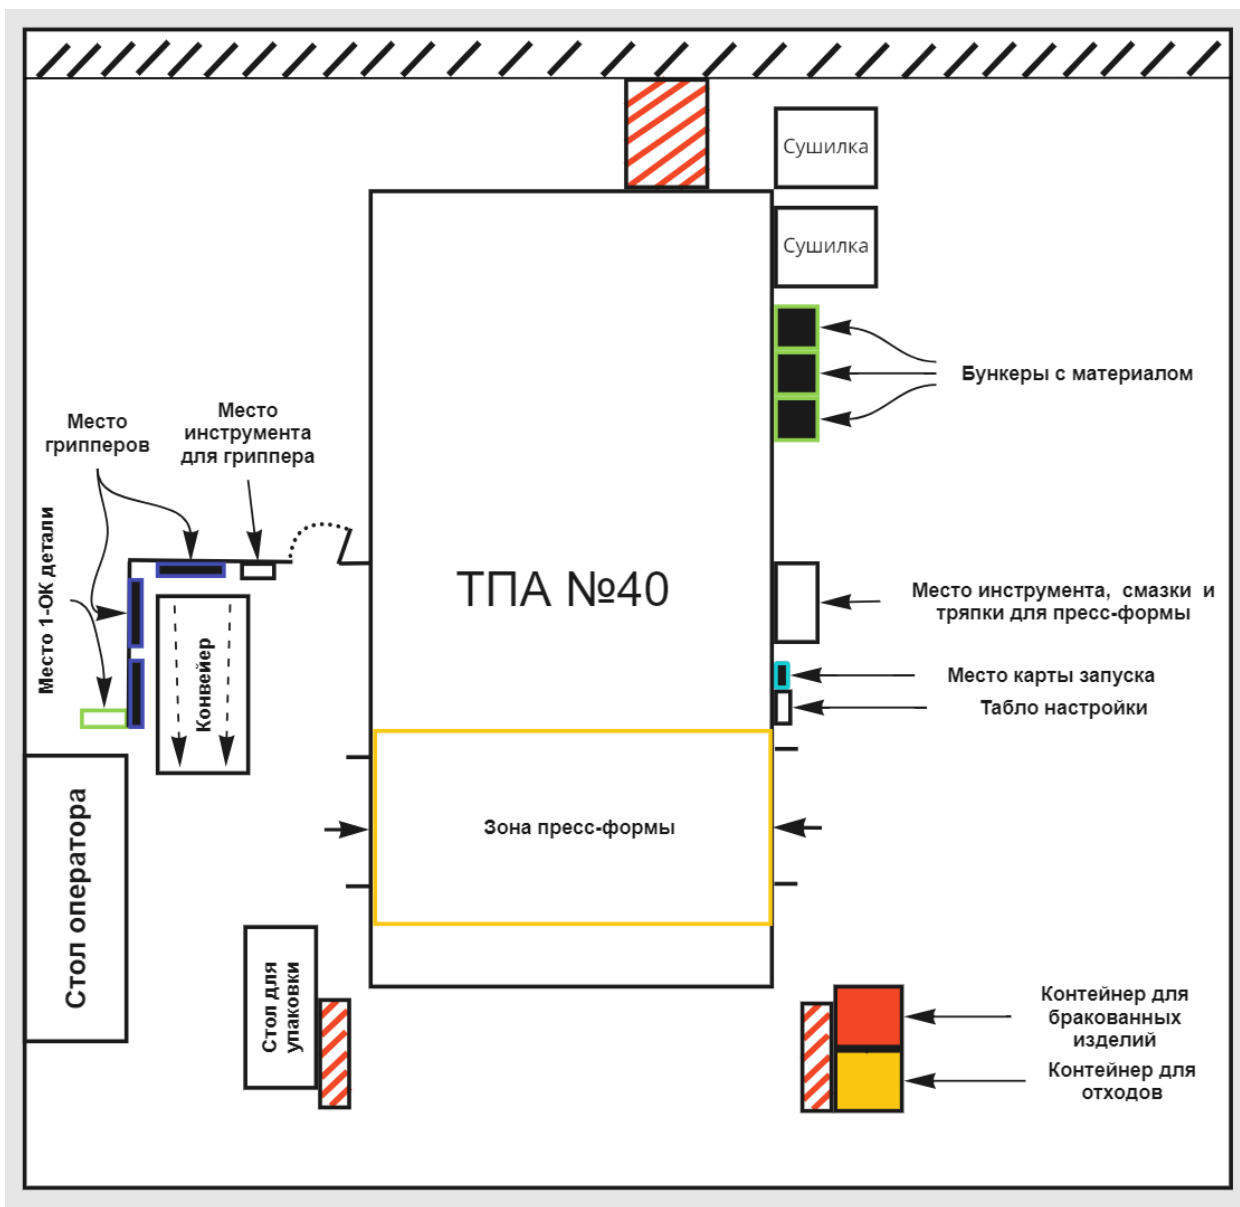 Сушилка
Сушилка
Бункеры с материалом
Место
грипперов
Место
инструмента
для гриппера
Место 1-ОК детали
Конвейер
ТПА №40
Место инструмента, смазки и
тряпки для пресс-формы
Место карты запуска
Табло настройки
Зона пресс-формы
Стол оператора
Стол для
упаковки
Контейнер для
бракованных
изделий
Контейнер для
отходов